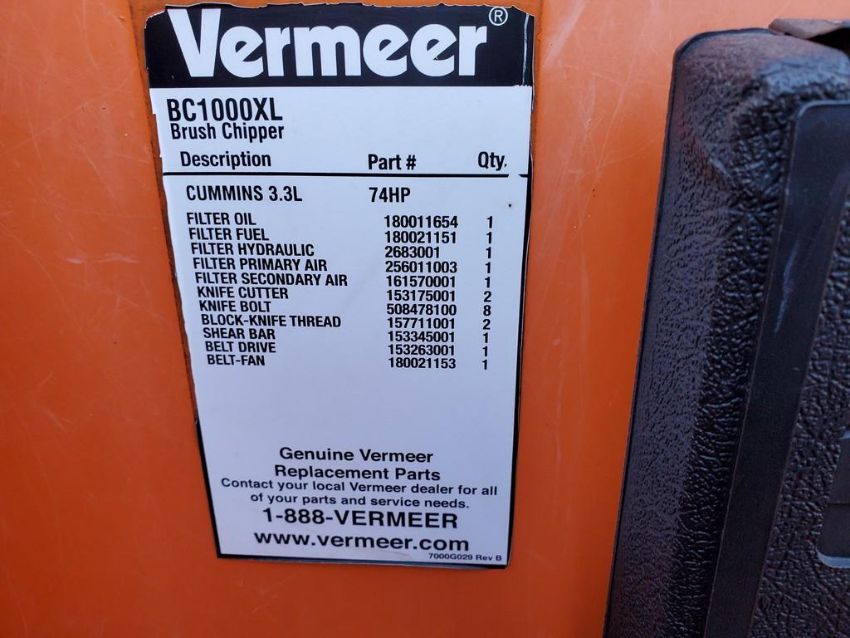 Vermeer®
BC1000XL
Brush Chipper
Description Part # Qty.
CUMMINS 3.3L 74HP
FILTER OIL 180011654 1
FILTER FUEL 180021151 1
FILTER HYDRAULIC 2683001 1
FILTER PRIMARY AIR 256011003 1
FILTER SECONDARY AIR 161570001 1
KNIFE CUTTER 153175001 2
KNIFE BOLT 508478100 8
BLOCK-KNIFE THREAD 157711001 2
SHEAR BAR 153345001 1
BELT DRIVE 153263001 1
BELT-FAN 180021153 1
Genuine Vermeer
Replacement Parts
Contact your local Vermeer dealer for all
of your parts and service needs.
1-888-VERMEER
www.vermeer.com
7000G029 Rev B